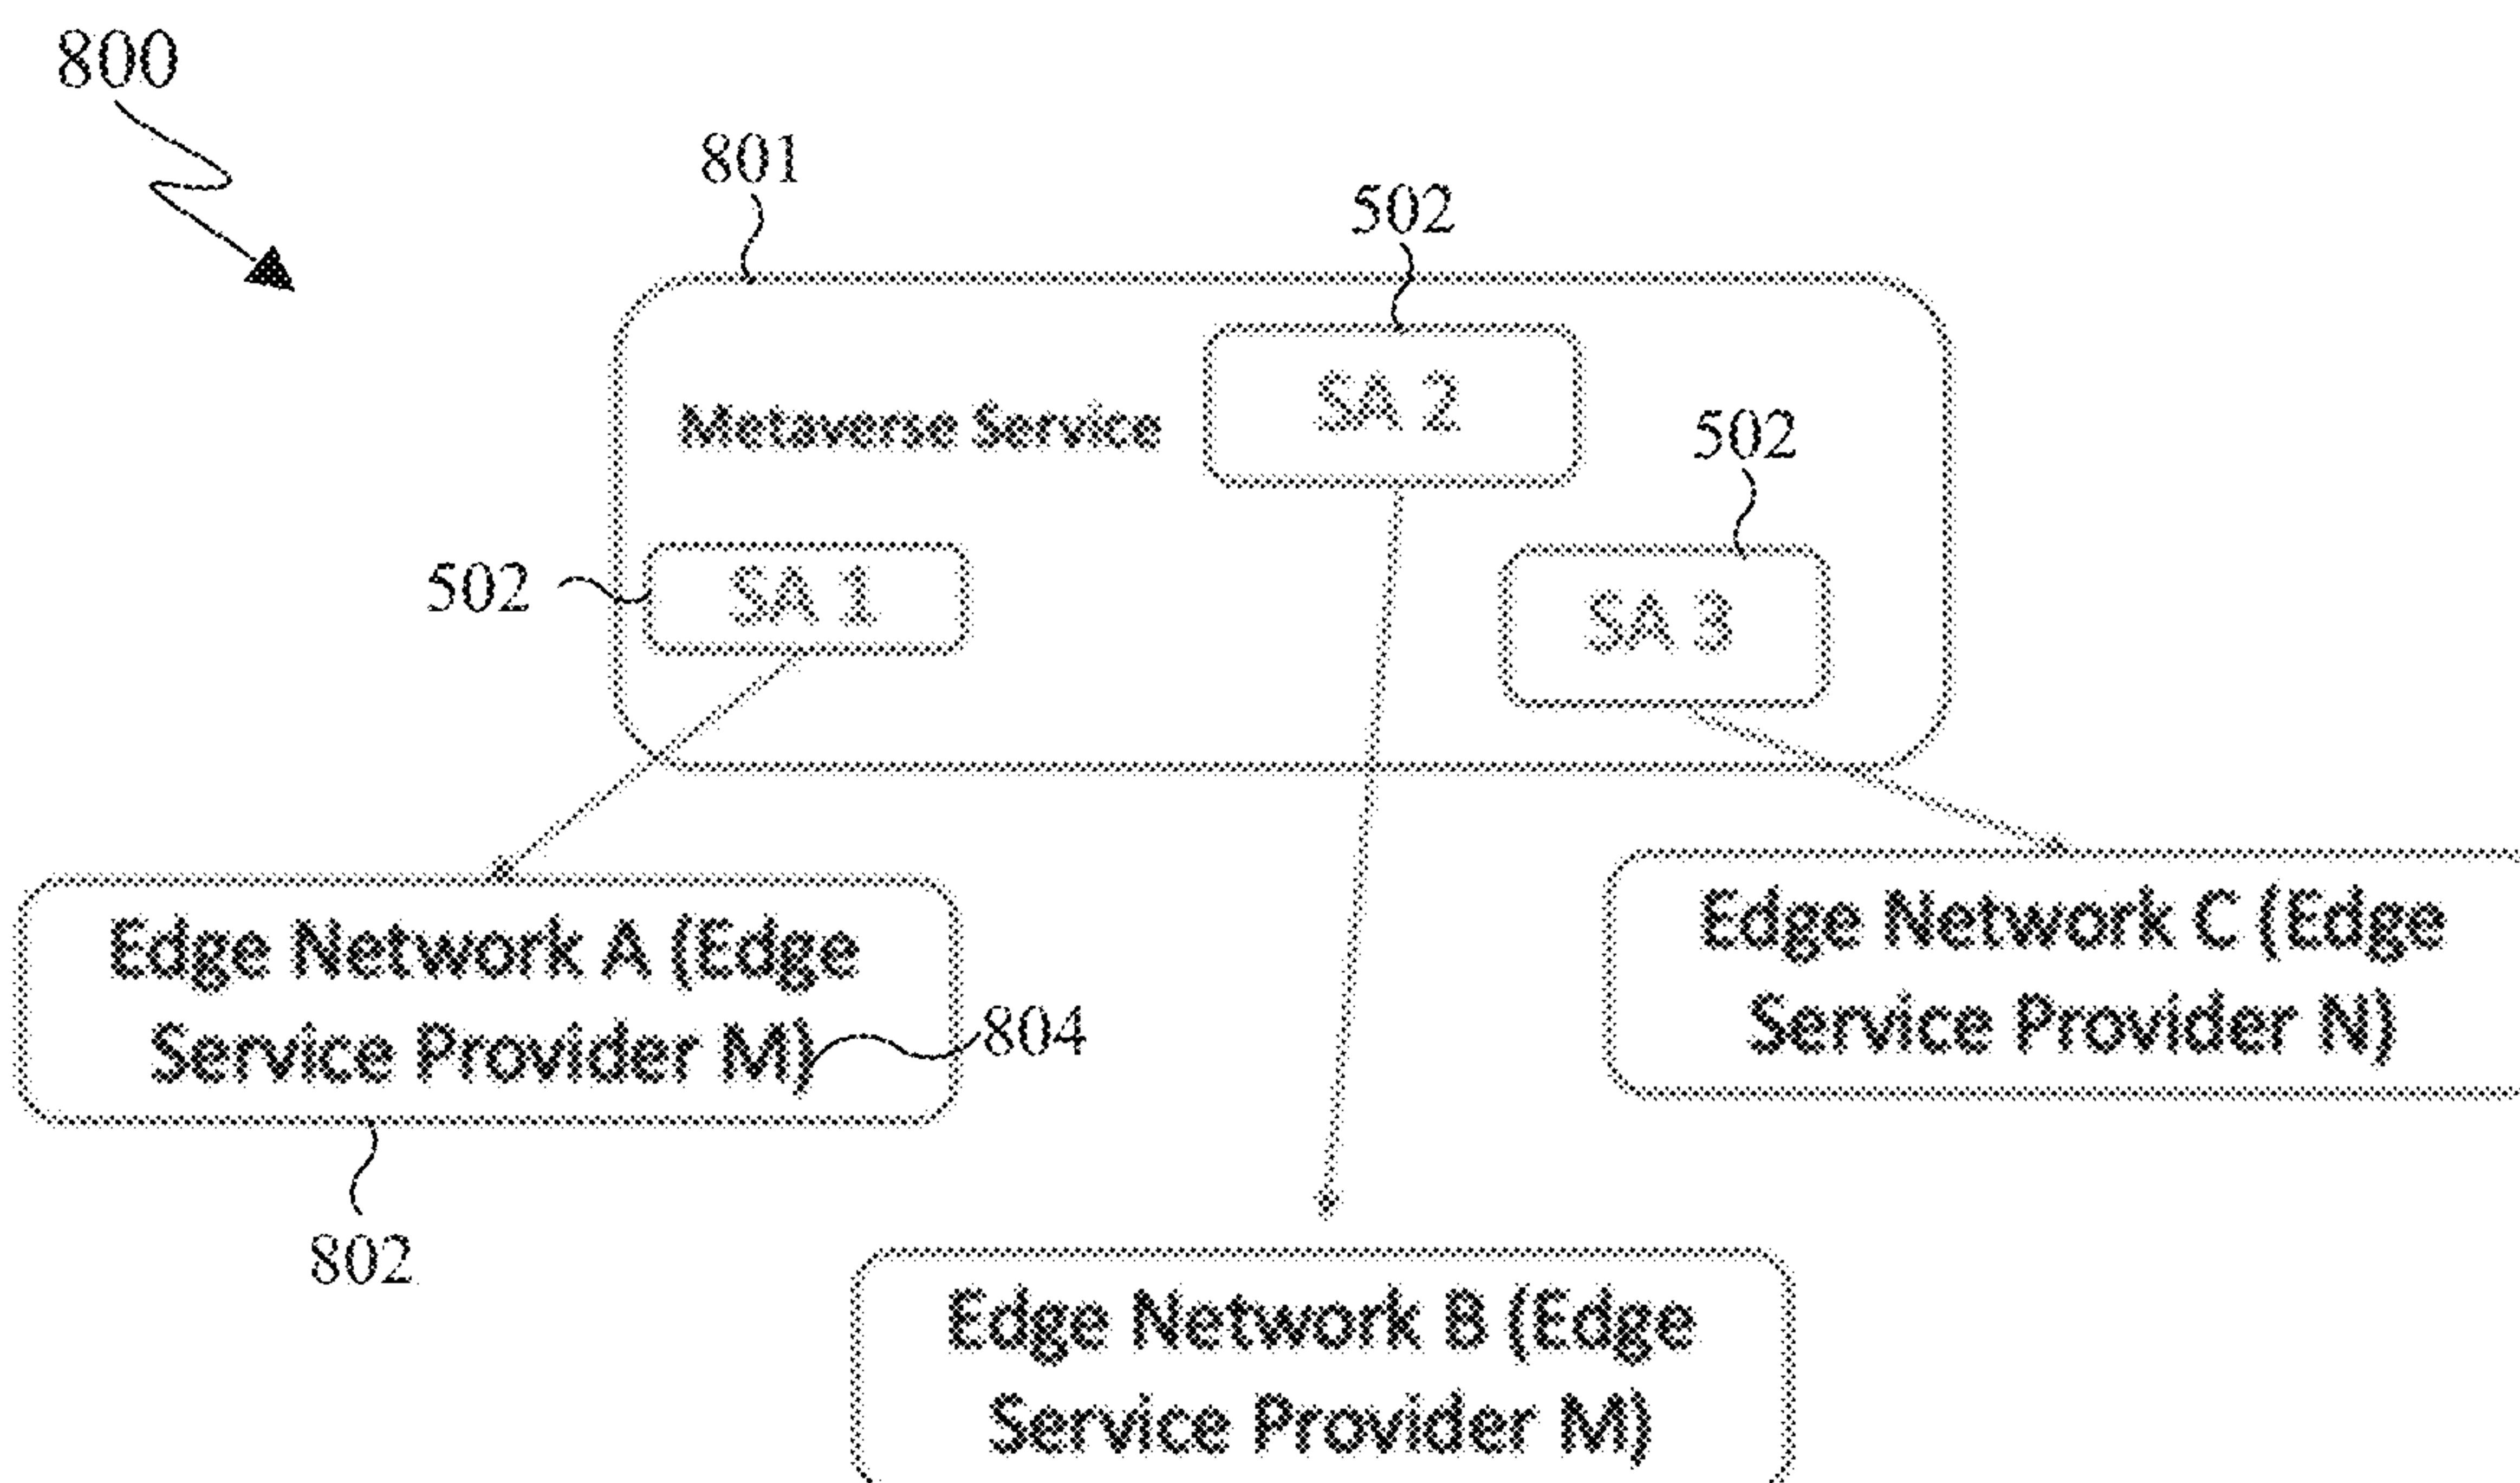 800
801
502
SA 2
Metaverse Service
502
502
SA 1
SA 3
Edge Network A (Edge
Service Provider M)
804
802
Edge Network C (Edge
Service Provider N)
Edge Network B (Edge
Service Provider M)